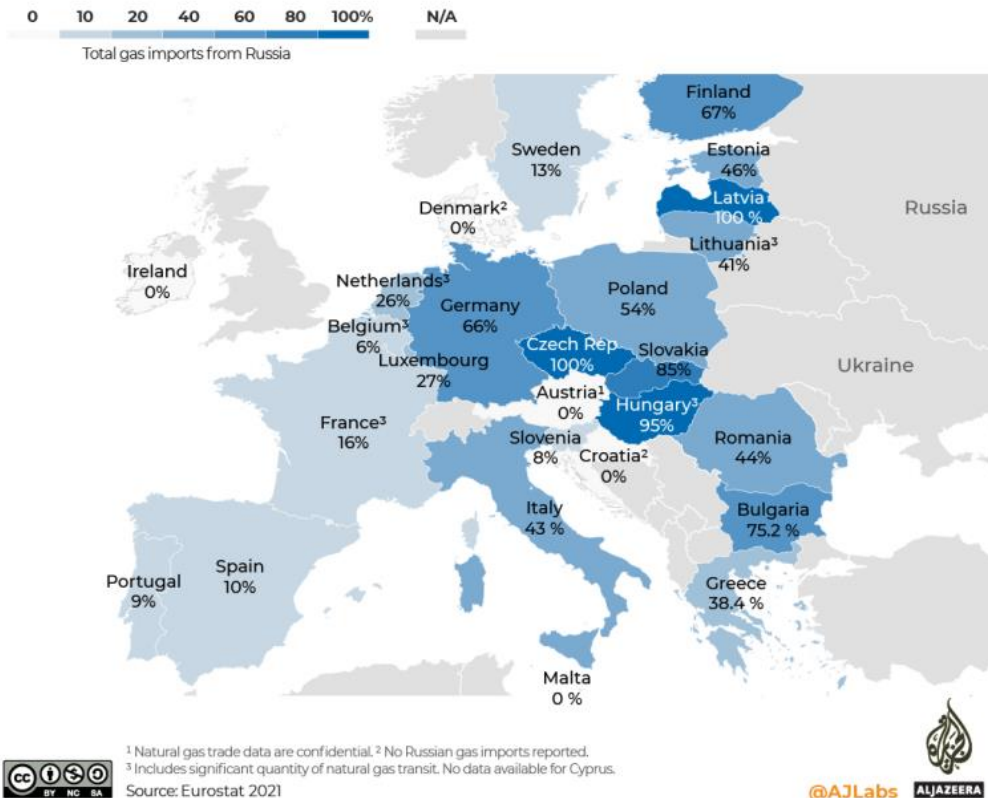 0 10 20 40 60 80 100% N/A
Total gas imports from Russia
Finland
67%
Sweden
13%
Estonia
46%
Latvia
100 %
Russia
Denmark²
0%
Lithuania³
41%
Ireland
0%
Netherlands³
26%
Germany
66%
Poland
54%
Belgium³
6%
Czech Rep
100%
Slovakia
85%
Ukraine
Luxembourg
27%
Austria¹
0%
Hungary³
95%
France³
16%
Slovenia
8%
Croatia²
0%
Romania
44%
Italy
43 %
Bulgaria
75.2 %
Portugal
9%
Spain
10%
Greece
38.4 %
Malta
0 %
¹ Natural gas trade data are confidential. ² No Russian gas imports reported.
³ Includes significant quantity of natural gas transit. No data available for Cyprus.
Source: Eurostat 2021
cc BY NC SA
@AJLabs
ALJAZEERA